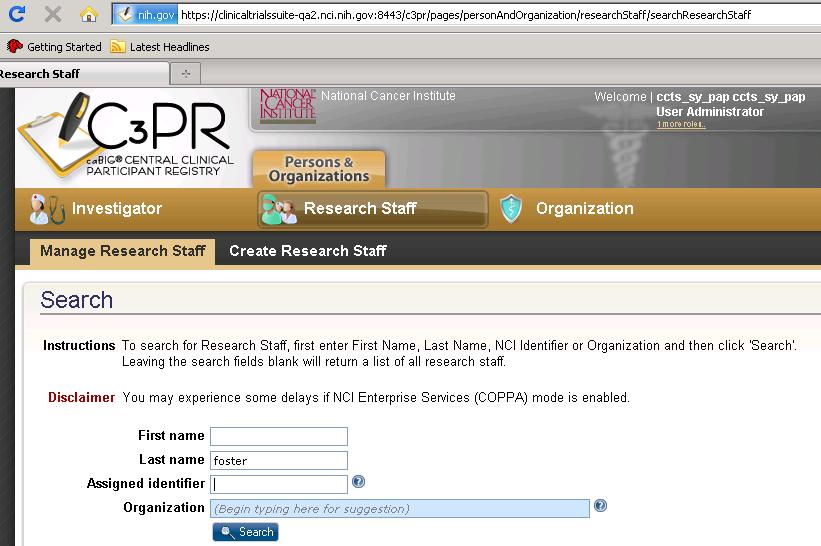 nih.gov https://clinicaltrialssuite-qa2.nci.nih.gov:8443/c3pr/pages/personAndOrganization/researchStaff/searchResearchStaff
Getting Started Latest Headlines
Research Staff
C3PR
caBIG® CENTRAL CLINICAL
PARTICIPANT REGISTRY
NATIONAL
CANCER
INSTITUTE
National Cancer Institute
Welcome | ccts_sy_pap ccts_sy_pap
User Administrator
1 more roles..
Persons &
Organizations
Investigator Research Staff Organization
Manage Research Staff Create Research Staff
Search
Instructions To search for Research Staff, first enter First Name, Last Name, NCI Identifier or Organization and then click 'Search'.
Leaving the search fields blank will return a list of all research staff.
Disclaimer You may experience some delays if NCI Enterprise Services (COPPA) mode is enabled.
First name
Last name foster
Assigned identifier
Organization (Begin typing here for suggestion)
Search